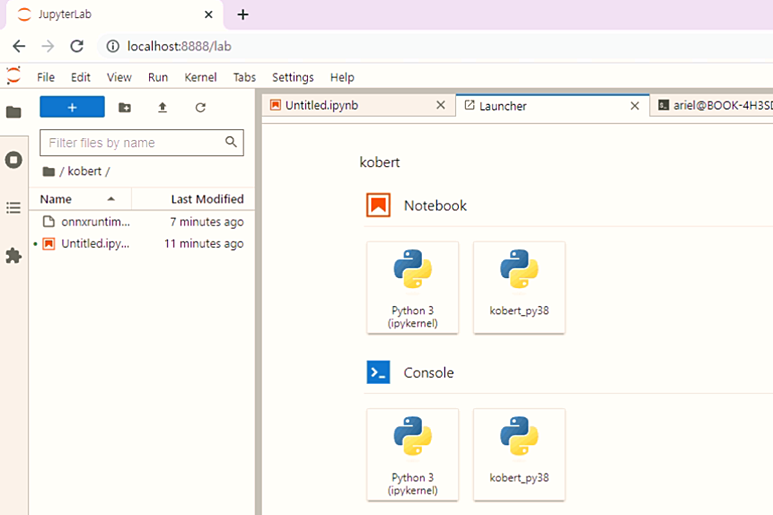 JupyterLab
localhost:8888/lab
File Edit View Run Kernel Tabs Settings Help
Untitled.ipynb
Launcher
ariel@BOOK-4H3SD
Filter files by name
/ kobert /
Name
Last Modified
onnxruntim...
7 minutes ago
Untitled.ipy...
11 minutes ago
kobert
Notebook
Python 3
(ipykernel)
kobert_py38
Console
Python 3
(ipykernel)
kobert_py38